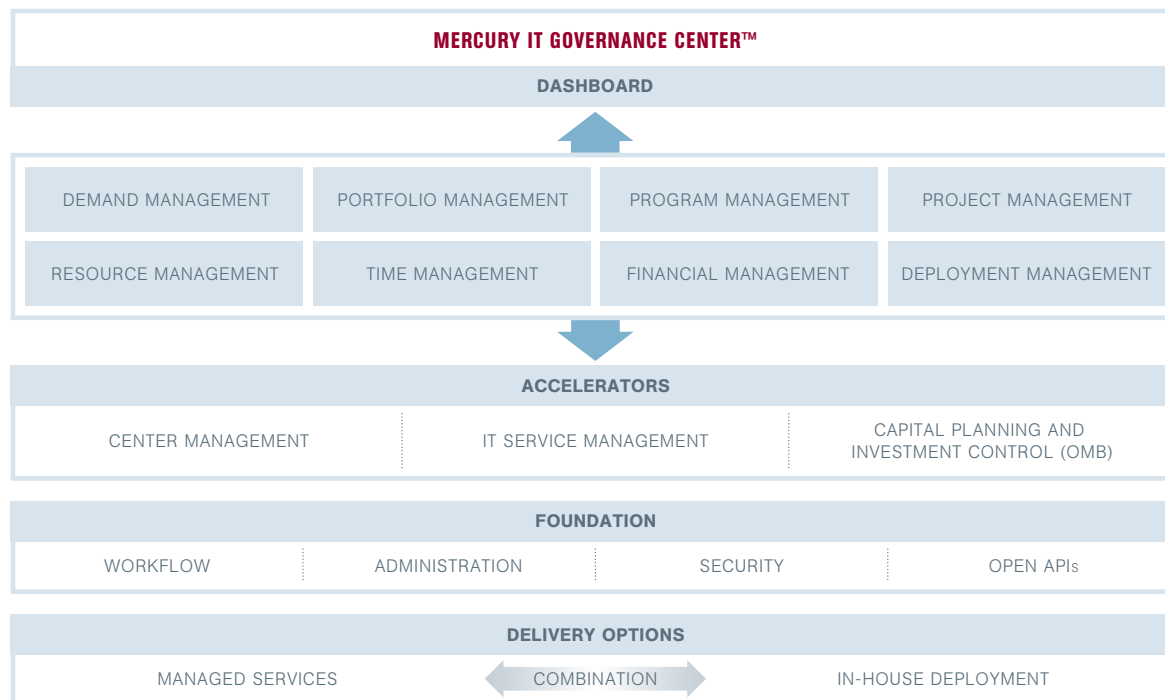 MERCURY IT GOVERNANCE CENTER™
DASHBOARD
DEMAND MANAGEMENT
PORTFOLIO MANAGEMENT
PROGRAM MANAGEMENT
PROJECT MANAGEMENT
RESOURCE MANAGEMENT
TIME MANAGEMENT
FINANCIAL MANAGEMENT
DEPLOYMENT MANAGEMENT
ACCELERATORS
CENTER MANAGEMENT
IT SERVICE MANAGEMENT
CAPITAL PLANNING AND
INVESTMENT CONTROL (OMB)
FOUNDATION
WORKFLOW
ADMINISTRATION
SECURITY
OPEN APIs
DELIVERY OPTIONS
MANAGED SERVICES
COMBINATION
IN-HOUSE DEPLOYMENT